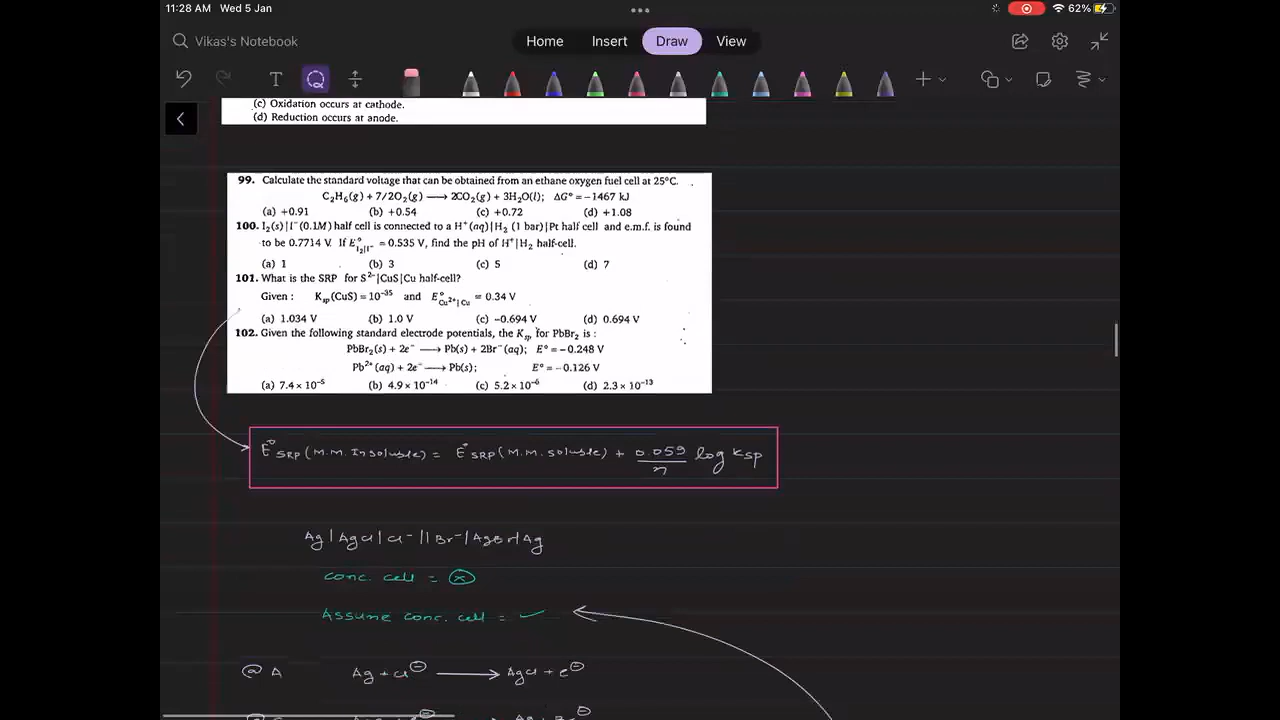 11:28 AM Wed 5 Jan
62%
Vikas's Notebook
Home Insert Draw View
(c) Oxidation occurs at cathode.
(d) Reduction occurs at anode.
99. Calculate the standard voltage that can be obtained from an ethane oxygen fuel cell at 25°C.
C₂H₆(g) + 7/2O₂(g) ⟶ 2CO₂(g) + 3H₂O(l); ΔG° = −1467 kJ
(a) +0.91 (b) +0.54 (c) +0.72 (d) +1.08
100. I₂(s)|I⁻(0.1M) half cell is connected to a H⁺(aq)|H₂ (1 bar)|Pt half cell and e.m.f. is found
to be 0.7714 V. If E°I₂|I⁻ = 0.535 V, find the pH of H⁺|H₂ half-cell.
(a) 1 (b) 3 (c) 5 (d) 7
101. What is the SRP for S²⁻|CuS|Cu half-cell?
Given : Ksp(CuS) = 10⁻³⁵ and E°Cu²⁺|Cu = 0.34 V
(a) 1.034 V (b) 1.0 V (c) −0.694 V (d) 0.694 V
102. Given the following standard electrode potentials, the Ksp for PbBr₂ is :
PbBr₂(s) + 2e⁻ ⟶ Pb(s) + 2Br⁻(aq); E° = −0.248 V
Pb²⁺(aq) + 2e⁻ ⟶ Pb(s); E° = −0.126 V
(a) 7.4 × 10⁻⁵ (b) 4.9 × 10⁻¹⁴ (c) 5.2 × 10⁻⁶ (d) 2.3 × 10⁻¹³
E° SRP (M.M. Insoluble) = E° SRP (M.M. soluble) + 0.059/n log Ksp
Ag | AgCl | Cl⁻ || Br⁻ | AgBr | Ag
Conc. cell = ⓧ
Assume conc. cell = ✓
@ A Ag + Cl⊖ ⟶ AgCl + e⊖